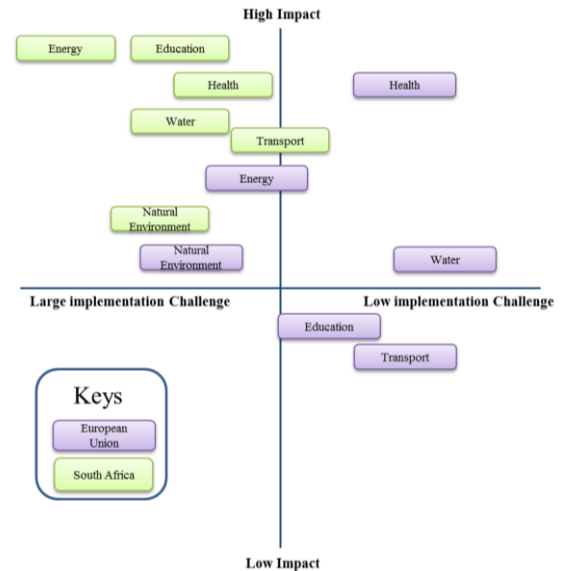 High Impact
Energy
Education
Health
Health
Water
Transport
Energy
Natural
Environment
Natural
Environment
Water
Large implementation Challenge
Low implementation Challenge
Education
Transport
Keys
European
Union
South Africa
Low Impact